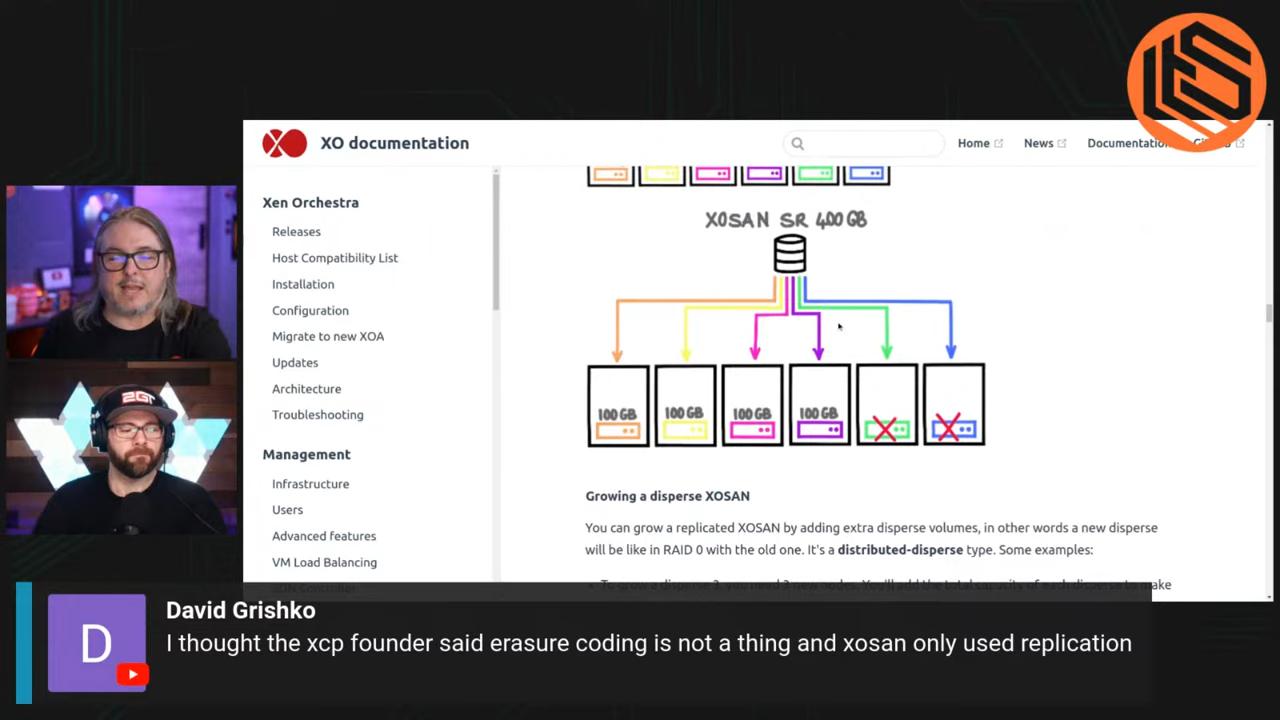 XO documentation
Home
News
Documentation
Xen Orchestra
Releases
Host Compatibility List
Installation
Configuration
Migrate to new XOA
Updates
Architecture
Troubleshooting
Management
Infrastructure
Users
Advanced features
VM Load Balancing
XOSAN SR 400 GB
100 GB 100 GB 100 GB 100 GB
Growing a disperse XOSAN
You can grow a replicated XOSAN by adding extra disperse volumes, in other words a new disperse
will be like in RAID 0 with the old one. It's a distributed-disperse type. Some examples:
2GT
D
David Grishko
I thought the xcp founder said erasure coding is not a thing and xosan only used replication